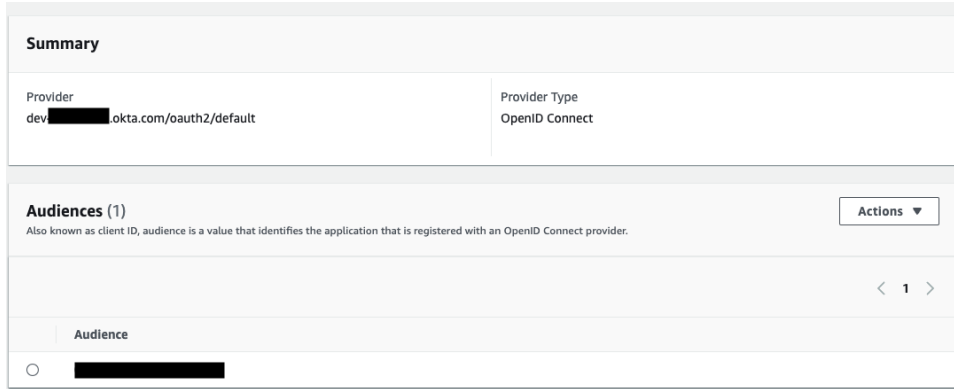 Summary
Provider
Provider Type
dev- .okta.com/oauth2/default
OpenID Connect
Audiences (1)
Actions ▼
Also known as client ID, audience is a value that identifies the application that is registered with an OpenID Connect provider.
< 1 >
Audience